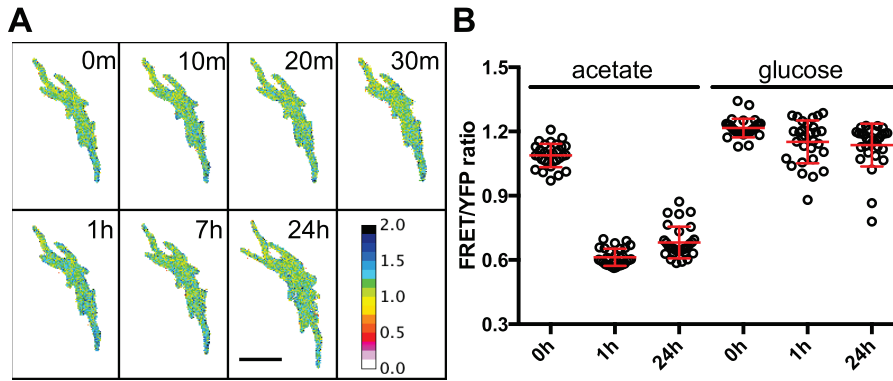 A
0m
10m
20m
30m
1h
7h
24h
2.0
1.5
1.0
0.5
0.0
B
acetate
glucose
FRET/YFP ratio
1.5
1.2
0.9
0.6
0.3
0h
1h
24h
0h
1h
24h